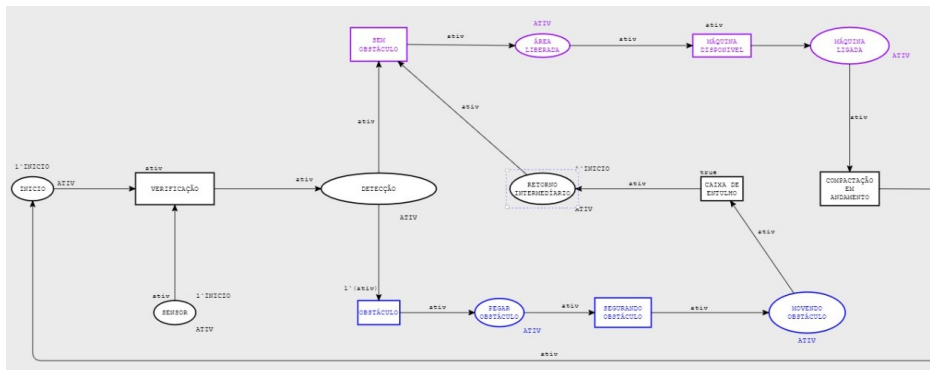 ATIV
ativ
SEM
OBSTÁCULO
ativ
ÁREA
LIBERADA
ativ
MÁQUINA
DISPONIVEL
MÁQUINA
LIGADA
ATIV
ativ
ativ
ativ
1`INICIO
INICIO
ATIV
ativ
VERIFICAÇÃO
ativ
DETECÇÃO
ATIV
RETORNO
INTERMEDIARIO
1`INICIO
ATIV
ativ
true
CAIXA DE
ENTULHO
COMPACTAÇÃO
EM
ANDAMENTO
ativ
ativ
1`INICIO
SENSOR
ATIV
1`(ativ)
OBSTÁCULO
ativ
PEGAR
OBSTÁCULO
ATIV
ativ
SEGURANDO
OBSTÁCULO
ativ
MOVENDO
OBSTÁCULO
ATIV
ativ